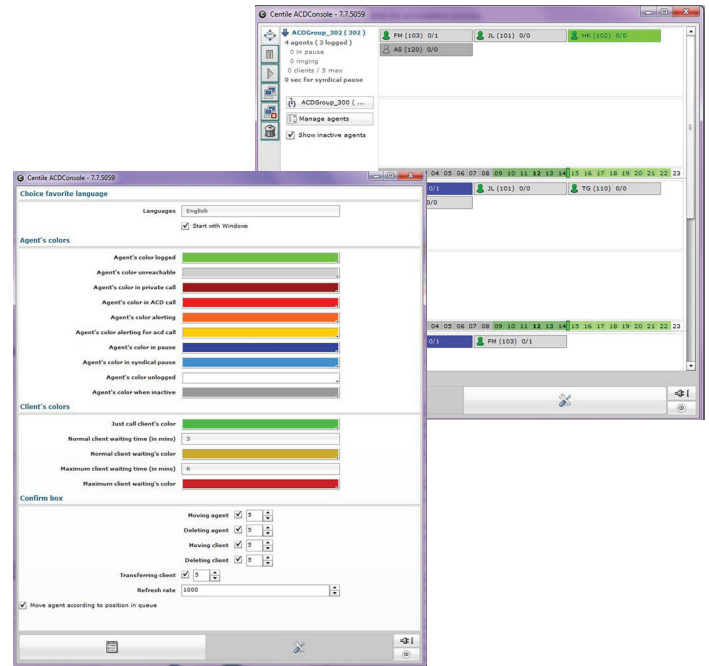 Centile ACDConsole - 7.7.5059
ACDGroup_302 ( 302 )
4 agents ( 3 logged )
0 in pause
0 ringing
0 clients / 5 max
0 sec for syndical pause
ACDGroup_300 ( ...
Manage agents
Show inactive agents
FM (103) 0/1
JL (101) 0/0
HK (102) 0/0
AS (120) 0/0
04 05 06 07 08 09 10 11 12 13 14 15 16 17 18 19 20 21 22 23
0/1
JL (101) 0/0
TG (110) 0/0
0/0
04 05 06 07 08 09 10 11 12 13 14 15 16 17 18 19 20 21 22 23
0/1
FM (103) 0/1
Centile ACDConsole - 7.7.5059
Choice favorite language
Languages English
Start with Windows
Agent's colors
Agent's color logged
Agent's color unreachable
Agent's color in private call
Agent's color in ACD call
Agent's color alerting
Agent's color alerting for acd call
Agent's color in pause
Agent's color in syndical pause
Agent's color unlogged
Agent's color when inactive
Client's colors
Just call client's color
Normal client waiting time (in mins) 3
Normal client waiting's color
Maximum client waiting time (in mins) 6
Maximum client waiting's color
Confirm box
Moving agent 5
Deleting agent 5
Moving client 5
Deleting client 5
Transferring client 5
Refresh rate 1000
Move agent according to position in queue